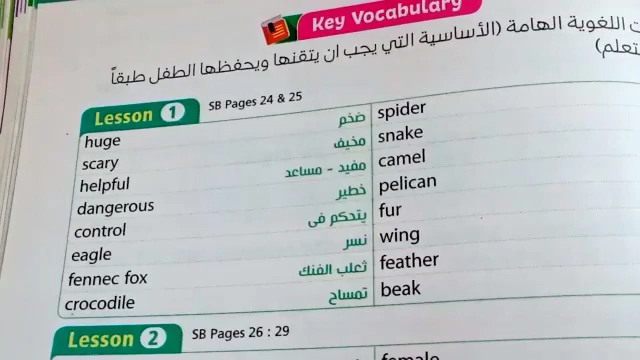 Key Vocabulary
اللغوية الهامة (الأساسية التي يجب ان يتقنها ويحفظها الطفل طبقاً
Lesson 1 SB Pages 24 & 25
huge ضخم spider
scary مخيف snake
helpful مفيد - مساعد camel
dangerous خطير pelican
control يتحكم فى fur
eagle نسر wing
fennec fox ثعلب الفنك feather
crocodile تمساح beak
Lesson 2 SB Pages 26 : 29
female